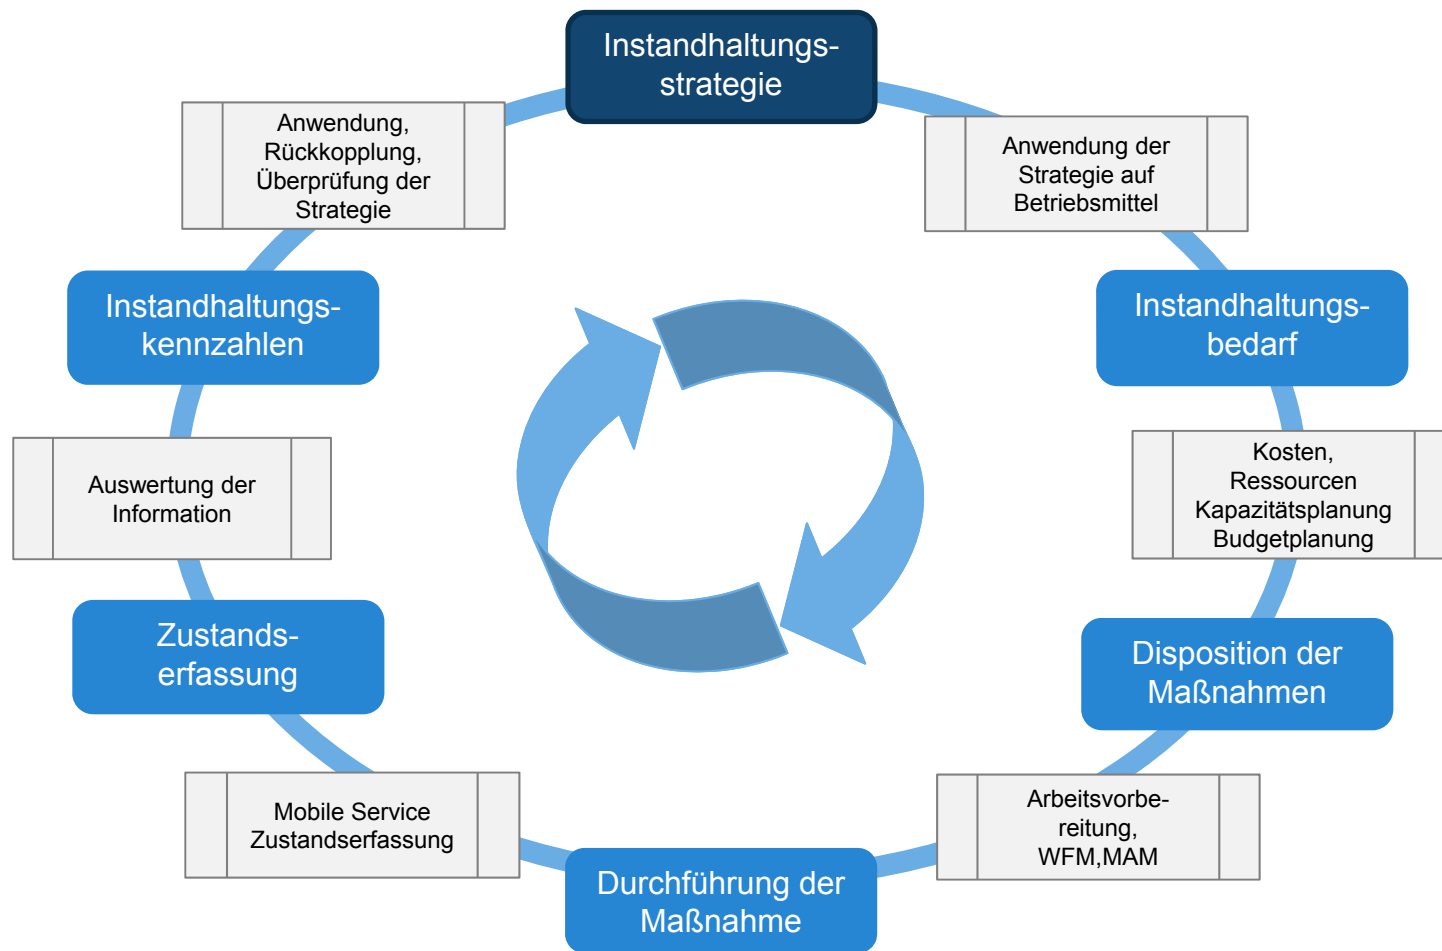 Instandhaltungs-
strategie
Anwendung der
Strategie auf
Betriebsmittel
Instandhaltungs-
bedarf
Kosten,
Ressourcen
Kapazitätsplanung
Budgetplanung
Disposition der
Maßnahmen
Arbeitsvorbe-
reitung,
WFM,MAM
Durchführung der
Maßnahme
Mobile Service
Zustandserfassung
Zustands-
erfassung
Auswertung der
Information
Instandhaltungs-
kennzahlen
Anwendung,
Rückkopplung,
Überprüfung der
Strategie